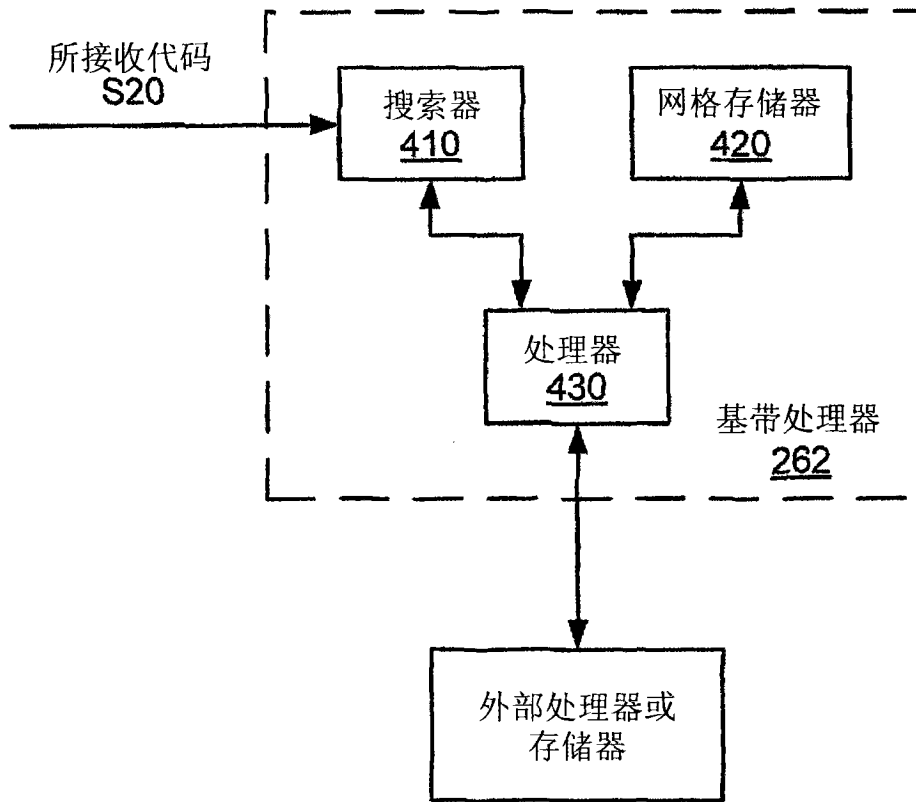 所接收代码
S20
搜索器
410
网格存储器
420
处理器
430
基带处理器
262
外部处理器或
存储器